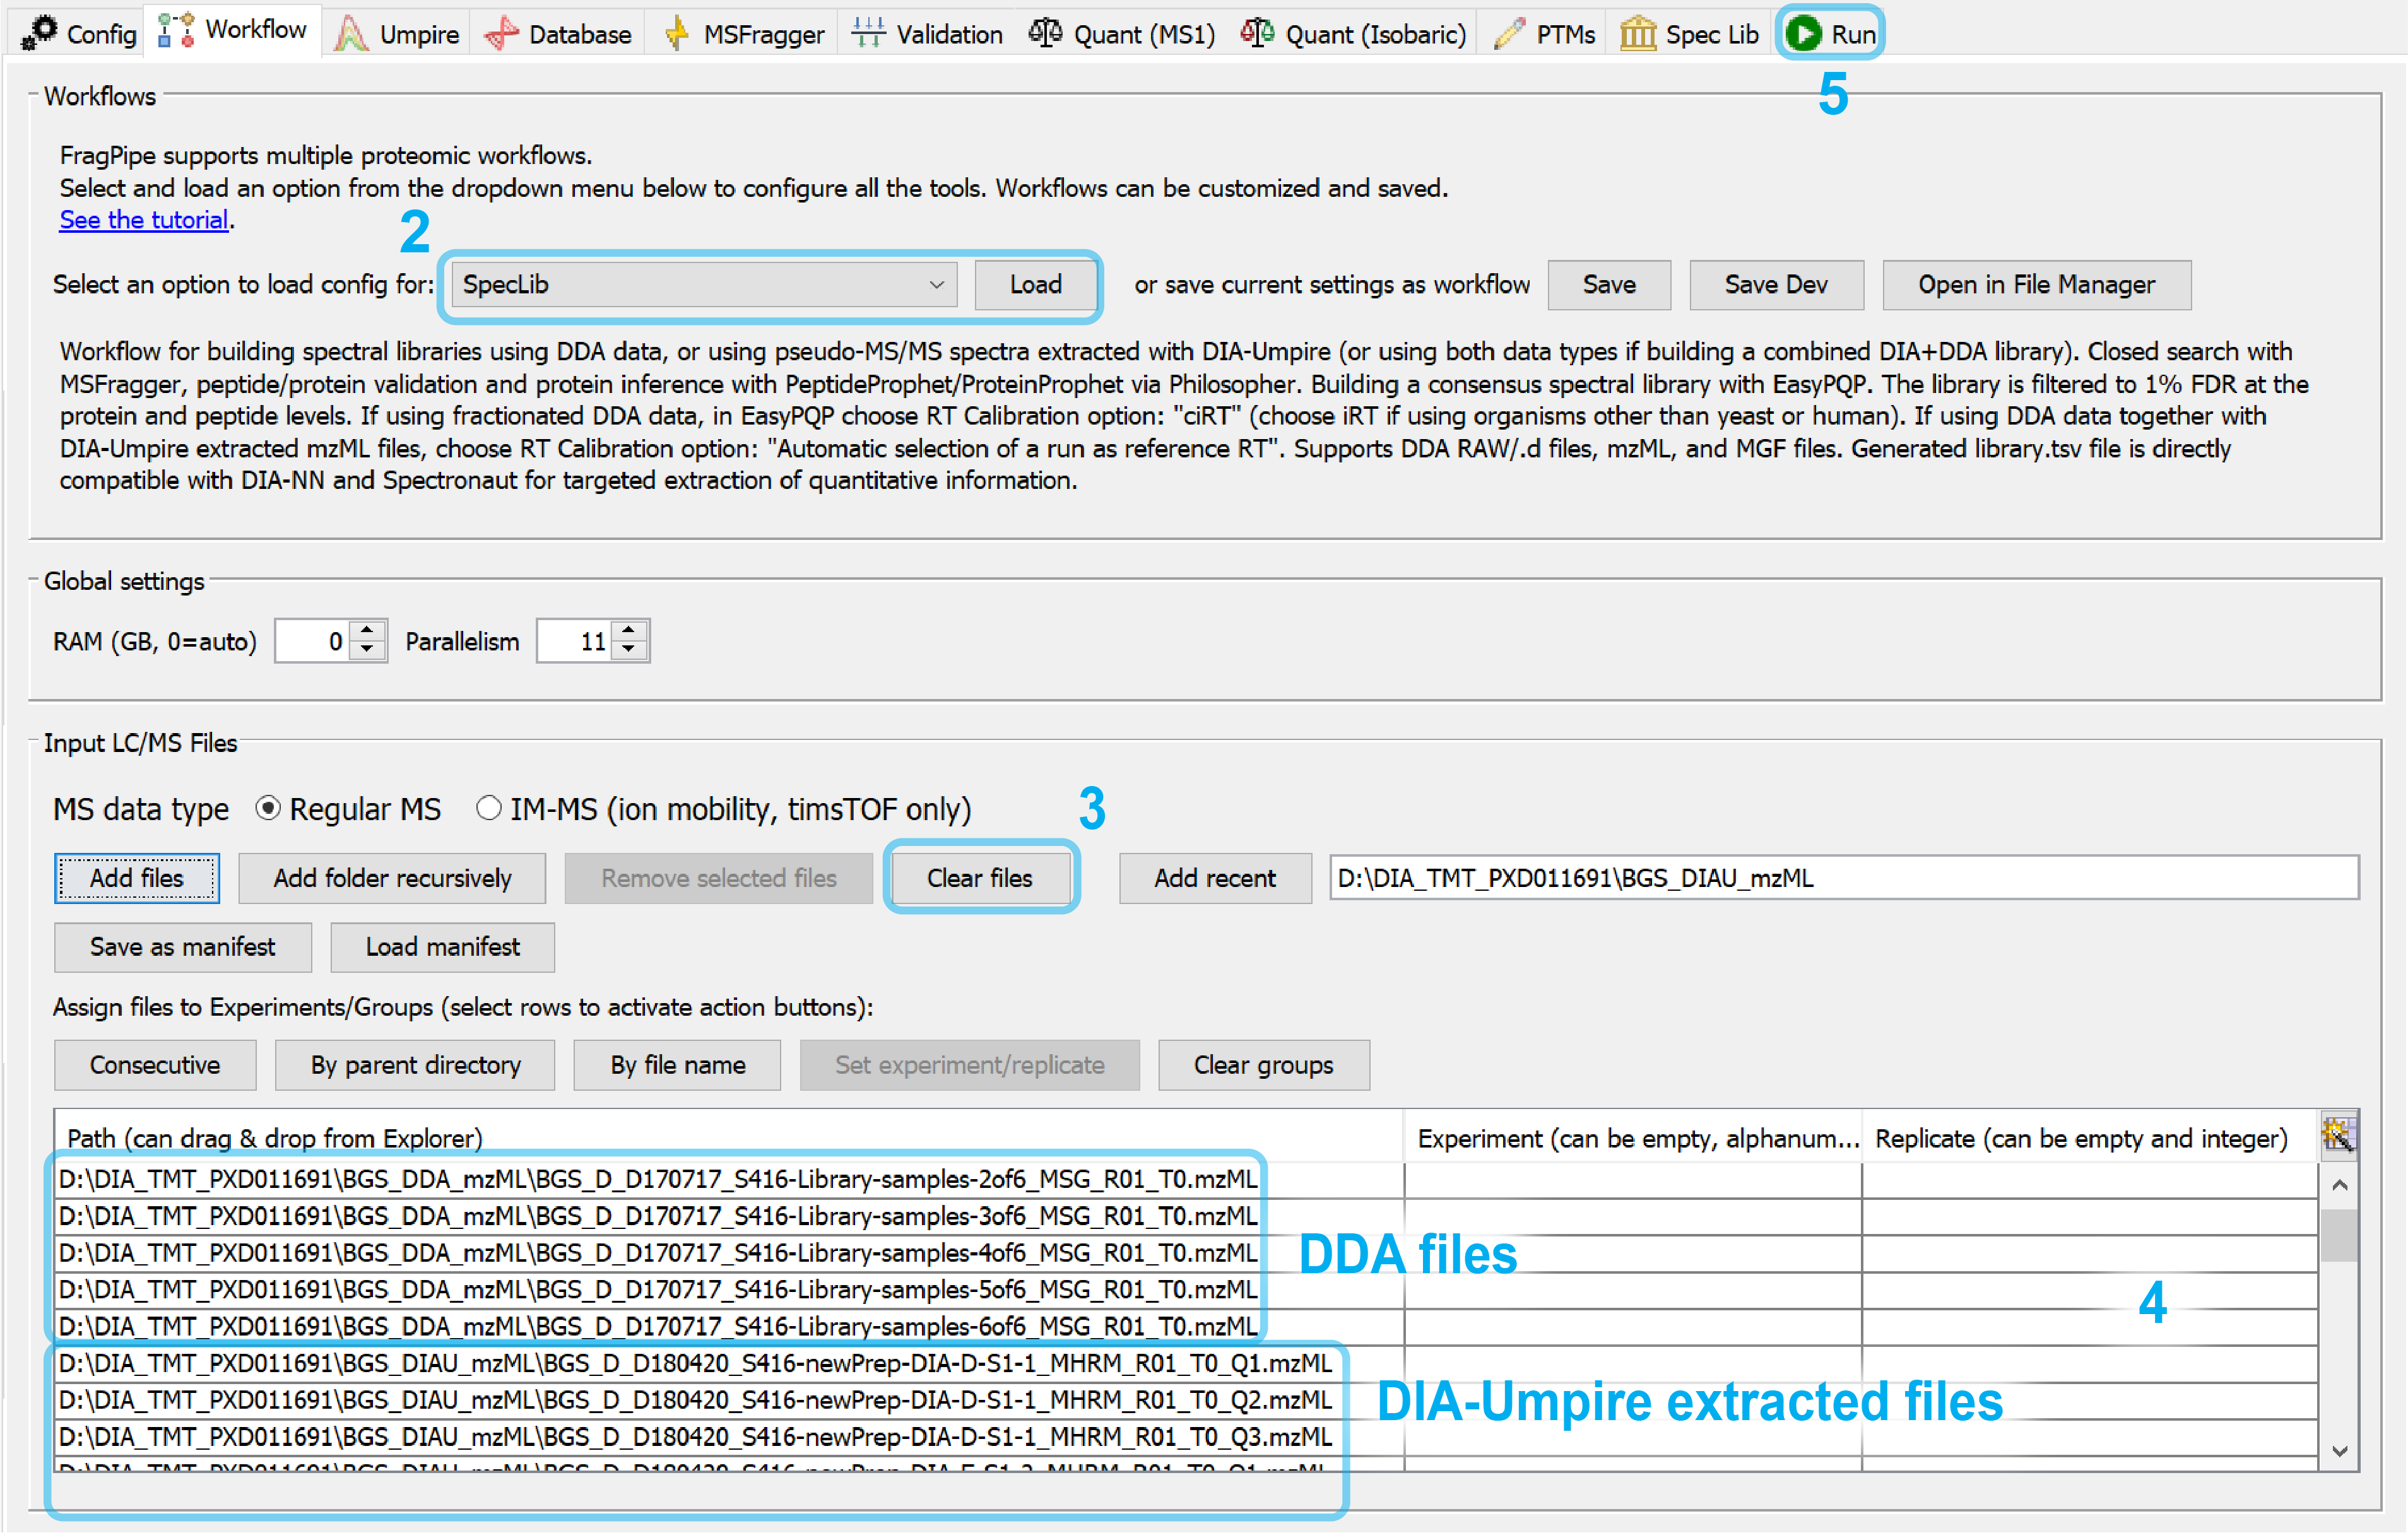 Config Workflow Umpire Database MSFragger Validation Quant (MS1) Quant (Isobaric) PTMs Spec Lib Run
5
Workflows
FragPipe supports multiple proteomic workflows.
Select and load an option from the dropdown menu below to configure all the tools. Workflows can be customized and saved.
See the tutorial.
2
Select an option to load config for: SpecLib Load or save current settings as workflow Save Save Dev Open in File Manager
Workflow for building spectral libraries using DDA data, or using pseudo-MS/MS spectra extracted with DIA-Umpire (or using both data types if building a combined DIA+DDA library). Closed search with
MSFragger, peptide/protein validation and protein inference with PeptideProphet/ProteinProphet via Philosopher. Building a consensus spectral library with EasyPQP. The library is filtered to 1% FDR at the
protein and peptide levels. If using fractionated DDA data, in EasyPQP choose RT Calibration option: "ciRT" (choose iRT if using organisms other than yeast or human). If using DDA data together with
DIA-Umpire extracted mzML files, choose RT Calibration option: "Automatic selection of a run as reference RT". Supports DDA RAW/.d files, mzML, and MGF files. Generated library.tsv file is directly
compatible with DIA-NN and Spectronaut for targeted extraction of quantitative information.
Global settings
RAM (GB, 0=auto) 0 Parallelism 11
Input LC/MS Files
MS data type Regular MS IM-MS (ion mobility, timsTOF only)
3
Add files Add folder recursively Remove selected files Clear files Add recent D:\DIA_TMT_PXD011691\BGS_DIAU_mzML
Save as manifest Load manifest
Assign files to Experiments/Groups (select rows to activate action buttons):
Consecutive By parent directory By file name Set experiment/replicate Clear groups
Path (can drag & drop from Explorer) Experiment (can be empty, alphanum... Replicate (can be empty and integer)
D:\DIA_TMT_PXD011691\BGS_DDA_mzML\BGS_D_D170717_S416-Library-samples-2of6_MSG_R01_T0.mzML
D:\DIA_TMT_PXD011691\BGS_DDA_mzML\BGS_D_D170717_S416-Library-samples-3of6_MSG_R01_T0.mzML
D:\DIA_TMT_PXD011691\BGS_DDA_mzML\BGS_D_D170717_S416-Library-samples-4of6_MSG_R01_T0.mzML
DDA files
D:\DIA_TMT_PXD011691\BGS_DDA_mzML\BGS_D_D170717_S416-Library-samples-5of6_MSG_R01_T0.mzML
4
D:\DIA_TMT_PXD011691\BGS_DDA_mzML\BGS_D_D170717_S416-Library-samples-6of6_MSG_R01_T0.mzML
D:\DIA_TMT_PXD011691\BGS_DIAU_mzML\BGS_D_D180420_S416-newPrep-DIA-D-S1-1_MHRM_R01_T0_Q1.mzML
D:\DIA_TMT_PXD011691\BGS_DIAU_mzML\BGS_D_D180420_S416-newPrep-DIA-D-S1-1_MHRM_R01_T0_Q2.mzML
DIA-Umpire extracted files
D:\DIA_TMT_PXD011691\BGS_DIAU_mzML\BGS_D_D180420_S416-newPrep-DIA-D-S1-1_MHRM_R01_T0_Q3.mzML